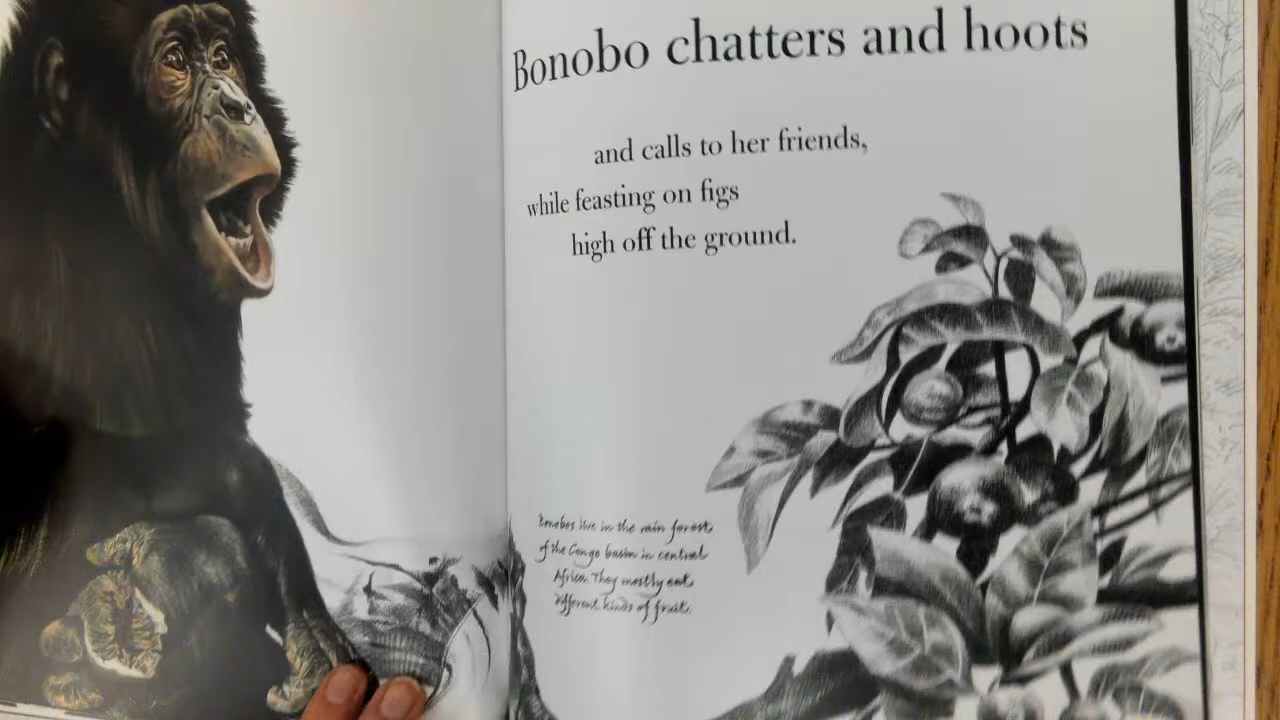 Bonobo chatters and hoots
and calls to her friends,
while feasting on figs
high off the ground.
Bonobos live in the rain forests
of the Congo basin in central
Africa. They mostly eat
different kinds of fruit.